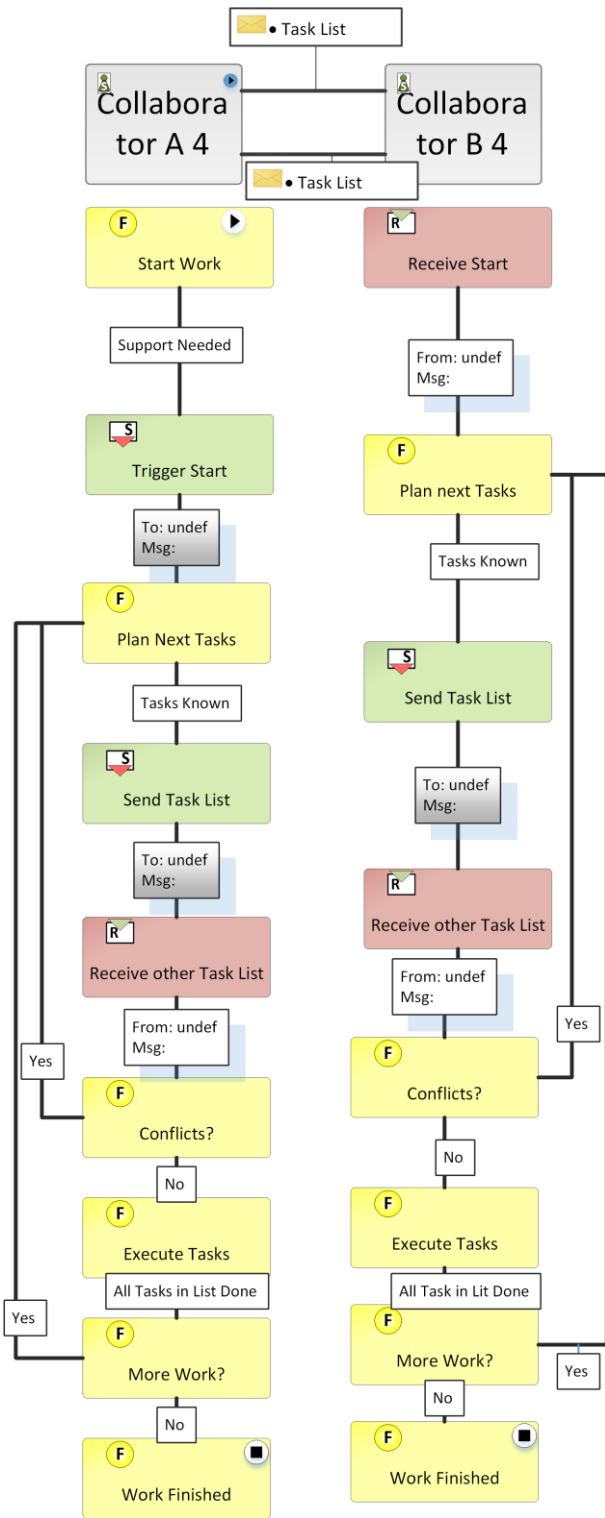 • Task List
S
S
Collabora
tor A 4
Collabora
tor B 4
• Task List
F
Start Work
Support Needed
S
Trigger Start
To: undef
Msg:
F
Plan Next Tasks
Tasks Known
S
Send Task List
To: undef
Msg:
R
Receive other Task List
From: undef
Msg:
Yes
F
Conflicts?
No
F
Execute Tasks
All Tasks in List Done
Yes
F
More Work?
No
F
Work Finished
R
Receive Start
From: undef
Msg:
F
Plan next Tasks
Tasks Known
S
Send Task List
To: undef
Msg:
R
Receive other Task List
From: undef
Msg:
Yes
F
Conflicts?
No
F
Execute Tasks
All Task in Lit Done
F
More Work?
Yes
No
F
Work Finished